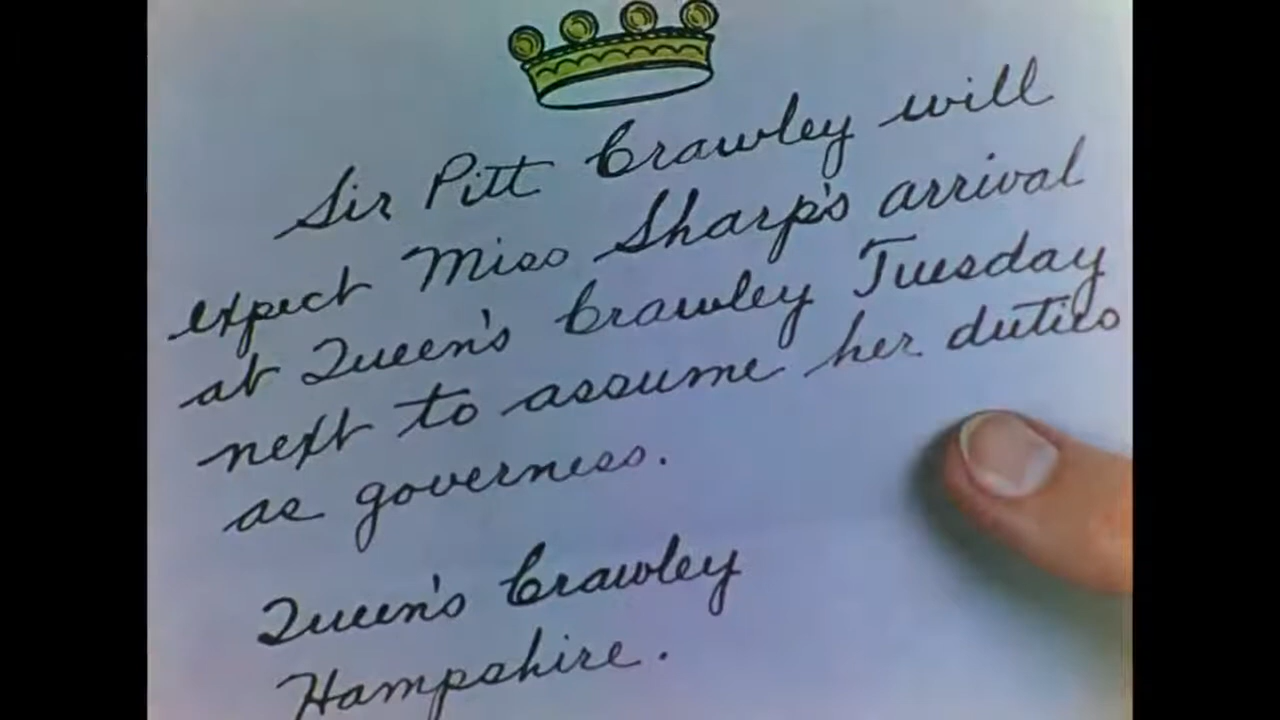 Sir Pitt Crawley will
expect Miss Sharp's arrival
at Queen's Crawley Tuesday
next to assume her duties
as governess.
Queen's Crawley
Hampshire.